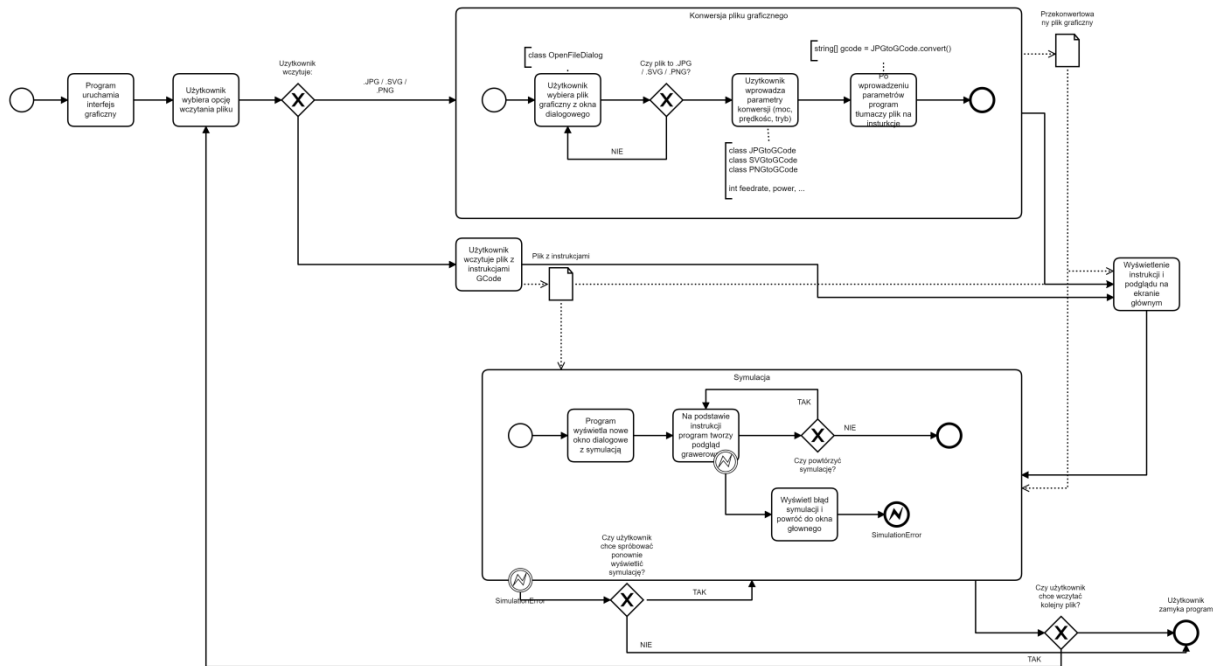 Konwersja pliku graficznego
Przekonwertowa
ny plik graficzny
Program
uruchamia
interfejs
graficzny
Użytkownik
wybiera opcję
wczytania pliku
Uzytkownik
wczytuje:
.JPG / .SVG /
.PNG
class OpenFileDialog
Użytkownik
wybiera plik
graficzny z okna
dialogowego
Czy plik to .JPG
/ .SVG / .PNG?
NIE
Uzytkownik
wprowadza
parametry
konwersji (moc,
prędkośc, tryb)
class JPGtoGCode
class SVGtoGCode
class PNGtoGCode
int feedrate, power, ...
string[] gcode = JPGtoGCode.convert()
Po
wprowadzeniu
parametrów
program
tłumaczy plik na
insturkcje
Użytkownik
wczytuje plik z
instrukcjami
GCode
Plik z instrukcjami
Wyświetlenie
instrukcji i
podglądu na
ekranie
głównym
Symulacja
Program
wyświetla nowe
okno dialogowe
z symulacją
Na podstawie
instrukcji
program tworzy
podgląd
TAK
NIE
Czy powtórzyć
symulację?
Wyświetl błąd
symulacji i
powróć do okna
głownego
SimulationError
Czy użytkownik
chce spróbować
ponownie
wyświetlić
symulację?
SimulationError
TAK
NIE
Czy użytkownik
chce wczytać
kolejny plik?
TAK
Użytkownik
zamyka program